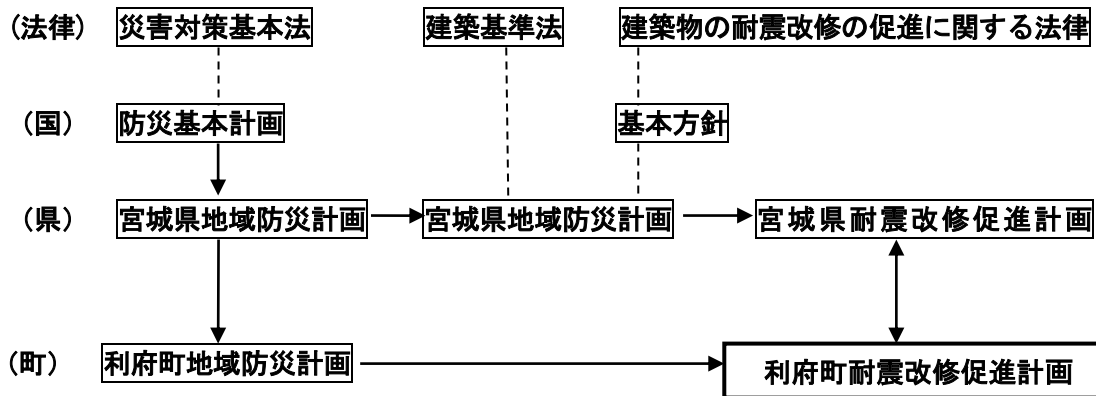 (法律) 災害対策基本法 建築基準法 建築物の耐震改修の促進に関する法律
(国) 防災基本計画 基本方針
(県) 宮城県地域防災計画 宮城県地域防災計画 宮城県耐震改修促進計画
(町) 利府町地域防災計画 利府町耐震改修促進計画